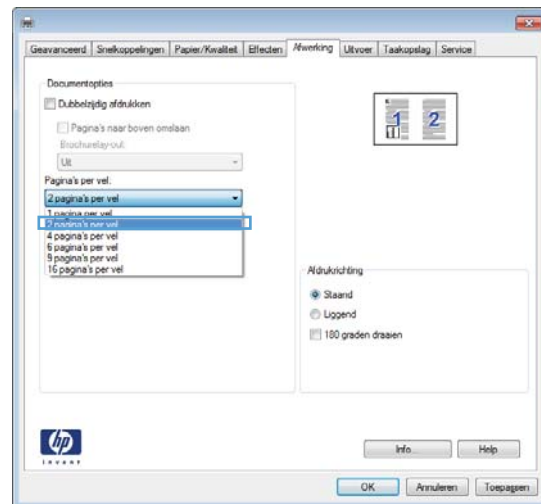 Geavanceerd Snelkoppelingen Papier/Kwaliteit Effecten Afwerking Uitvoer Taakopslag Service
Documentopties
Dubbelzijdig afdrukken
Pagina's naar boven omslaan
Brochurelay-out:
Uit
Pagina's per vel:
2 pagina's per vel
1 pagina per vel
2 pagina's per vel
4 pagina's per vel
6 pagina's per vel
9 pagina's per vel
16 pagina's per vel
1 2
Afdrukrichting
Staand
Liggend
180 graden draaien
hp
invent
Info... Help
OK Annuleren Toepassen